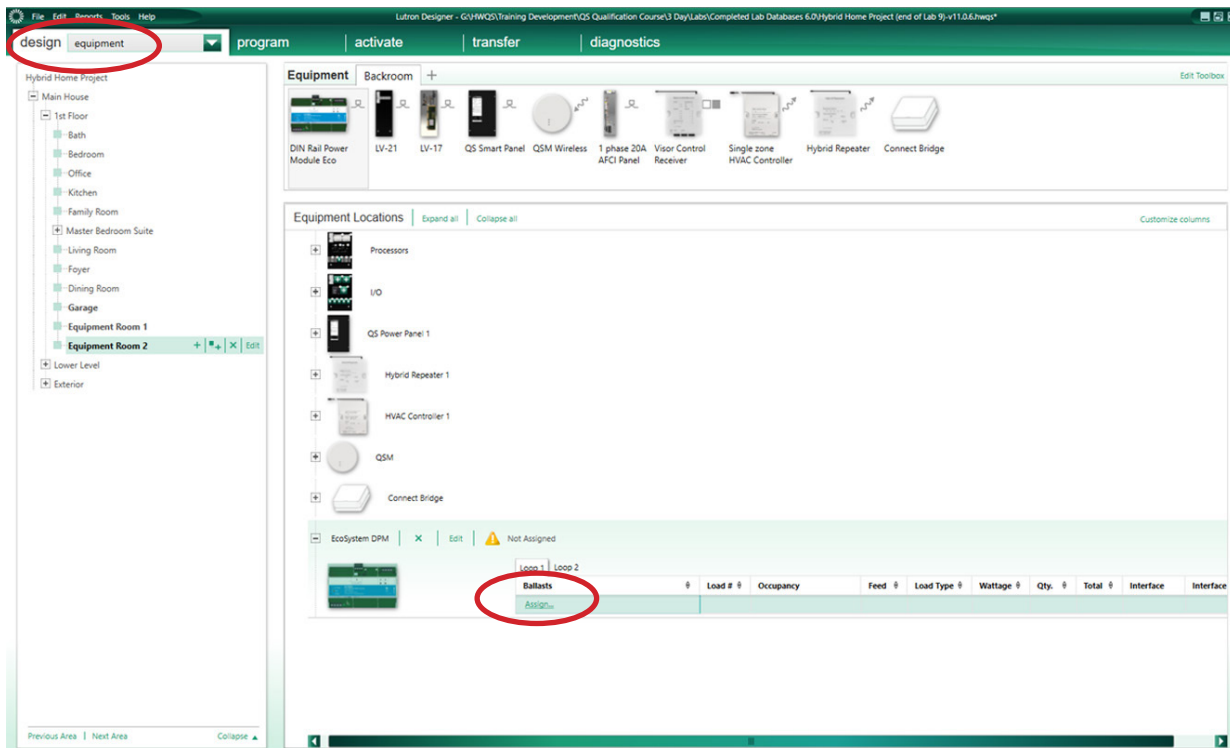 File Edit Reports Tools Help
Lutron Designer - G:\HWQS\Training Development\QS Qualification Course\3 Day\Labs\Completed Lab Databases 6.0\Hybrid Home Project (end of Lab 9)-v11.0.6.hwqs*
design equipment program activate transfer diagnostics
Hybrid Home Project
Main House
1st Floor
Bath
Bedroom
Office
Kitchen
Family Room
Master Bedroom Suite
Living Room
Foyer
Dining Room
Garage
Equipment Room 1
Equipment Room 2 Edit
Lower Level
Exterior
Previous Area | Next Area Collapse
Equipment Backroom + Edit Toolbox
DIN Rail Power Module Eco
LV-21
LV-17
QS Smart Panel
QSM Wireless
1 phase 20A AFCI Panel
Visor Control Receiver
Single zone HVAC Controller
Hybrid Repeater
Connect Bridge
Equipment Locations Expand all Collapse all Customize columns
Processors
I/O
QS Power Panel 1
Hybrid Repeater 1
HVAC Controller 1
QSM
Connect Bridge
EcoSystem DPM Edit Not Assigned
Loop 1 Loop 2
Ballasts Load # Occupancy Feed Load Type Wattage Qty. Total Interface Interface
Assign...